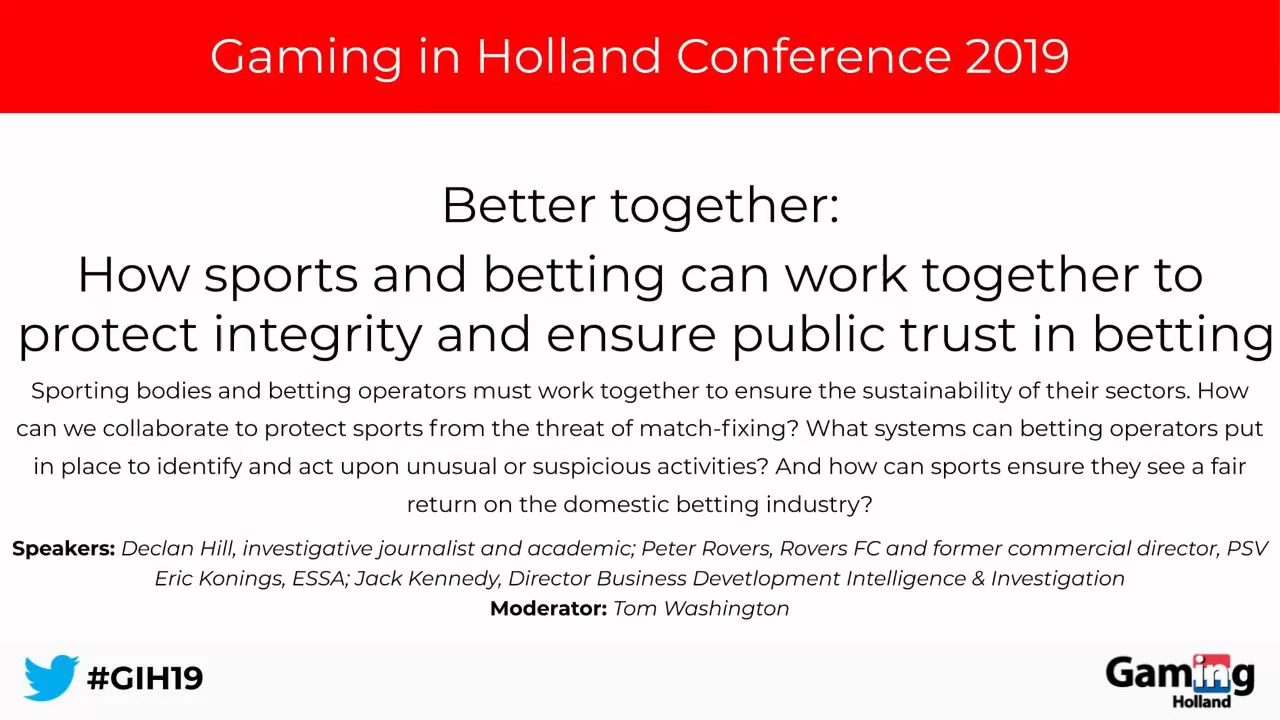 Gaming in Holland Conference 2019
Better together:
How sports and betting can work together to
protect integrity and ensure public trust in betting
Sporting bodies and betting operators must work together to ensure the sustainability of their sectors. How
can we collaborate to protect sports from the threat of match-fixing? What systems can betting operators put
in place to identify and act upon unusual or suspicious activities? And how can sports ensure they see a fair
return on the domestic betting industry?
Speakers: Declan Hill, investigative journalist and academic; Peter Rovers, Rovers FC and former commercial director, PSV
Eric Konings, ESSA; Jack Kennedy, Director Business Devetlopment Intelligence & Investigation
Moderator: Tom Washington
#GIH19
Gaming
Holland